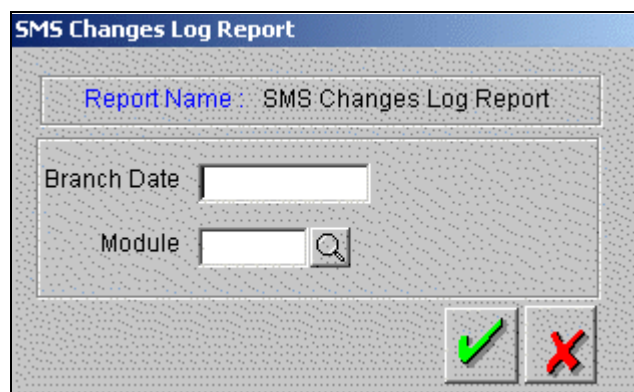 SMS Changes Log Report
Report Name : SMS Changes Log Report
Branch Date
Module